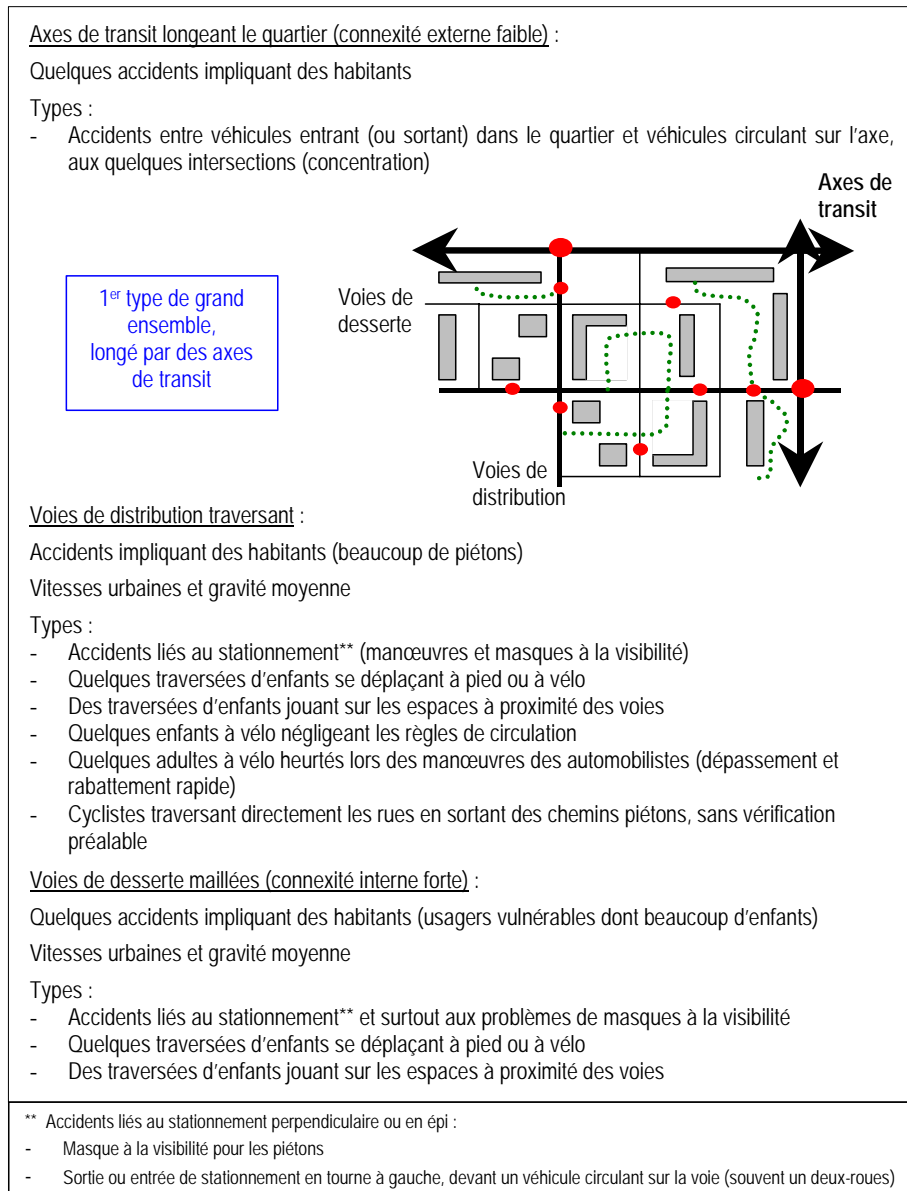 Axes de transit longeant le quartier (connexité externe faible) :
Quelques accidents impliquant des habitants
Types :
- Accidents entre véhicules entrant (ou sortant) dans le quartier et véhicules circulant sur l'axe,
aux quelques intersections (concentration)
Axes de
transit
1er type de grand
ensemble,
longé par des axes
de transit
Voies de
desserte
Voies de
distribution
Voies de distribution traversant :
Accidents impliquant des habitants (beaucoup de piétons)
Vitesses urbaines et gravité moyenne
Types :
- Accidents liés au stationnement** (manœuvres et masques à la visibilité)
- Quelques traversées d'enfants se déplaçant à pied ou à vélo
- Des traversées d'enfants jouant sur les espaces à proximité des voies
- Quelques enfants à vélo négligeant les règles de circulation
- Quelques adultes à vélo heurtés lors des manœuvres des automobilistes (dépassement et
rabattement rapide)
- Cyclistes traversant directement les rues en sortant des chemins piétons, sans vérification
préalable
Voies de desserte maillées (connexité interne forte) :
Quelques accidents impliquant des habitants (usagers vulnérables dont beaucoup d'enfants)
Vitesses urbaines et gravité moyenne
Types :
- Accidents liés au stationnement** et surtout aux problèmes de masques à la visibilité
- Quelques traversées d'enfants se déplaçant à pied ou à vélo
- Des traversées d'enfants jouant sur les espaces à proximité des voies
** Accidents liés au stationnement perpendiculaire ou en épi :
- Masque à la visibilité pour les piétons
- Sortie ou entrée de stationnement en tourne à gauche, devant un véhicule circulant sur la voie (souvent un deux-roues)